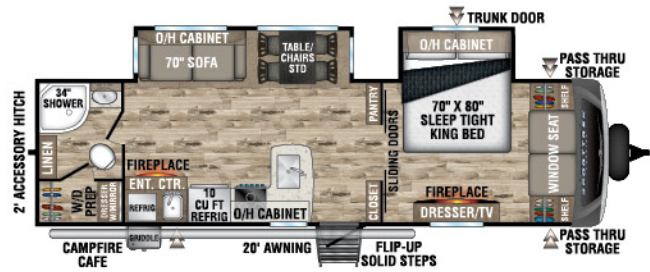 TRUNK DOOR
O/H CABINET
70" SOFA
TABLE/
CHAIRS
STD
O/H CABINET
PASS THRU
STORAGE
34"
SHOWER
2' ACCESSORY HITCH
LINEN
PANTRY
SLIDING DOORS
70" X 80"
SLEEP TIGHT
KING BED
SHELF
WINDOW SEAT
W/D
PREP
DRESSER
W/MIRROR
FIREPLACE
ENT. CTR.
REFRIG
10
CU FT
REFRIG
O/H CABINET
CLOSET
FIREPLACE
DRESSER/TV
SHELF
CAMPFIRE
CAFE
GRIDDLE
20' AWNING
FLIP-UP
SOLID STEPS
PASS THRU
STORAGE